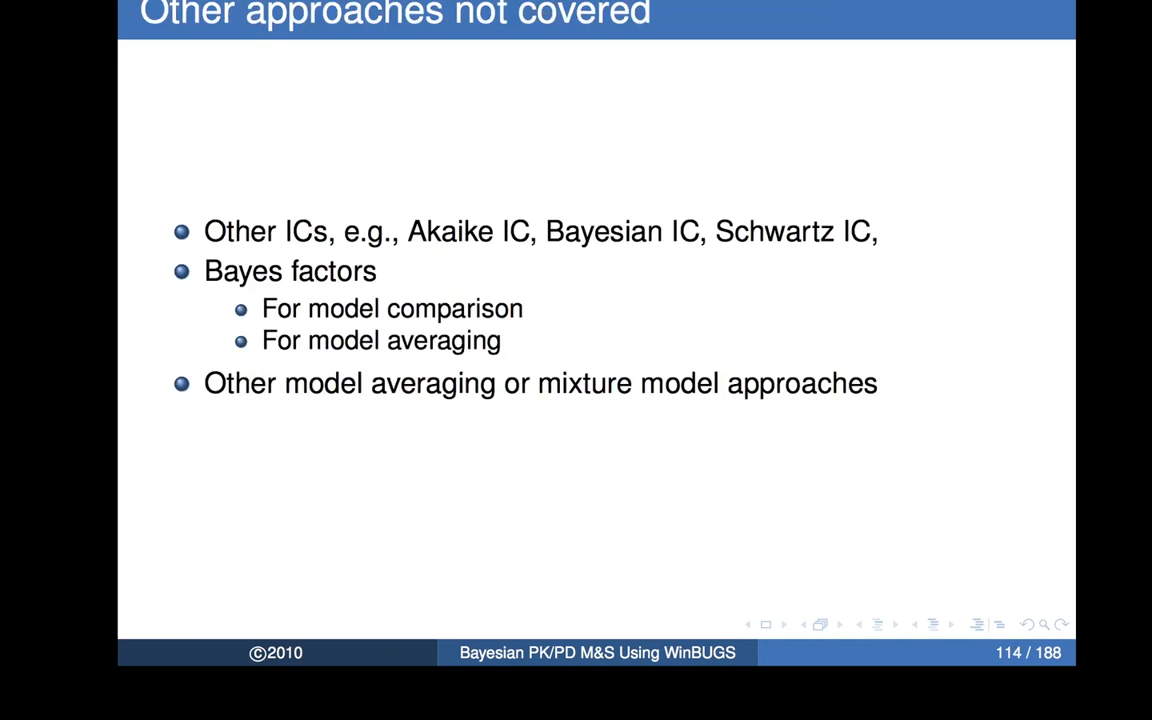 Other approaches not covered
Other ICs, e.g., Akaike IC, Bayesian IC, Schwartz IC,
Bayes factors
For model comparison
For model averaging
Other model averaging or mixture model approaches
©2010
Bayesian PK/PD M&S Using WinBUGS
114 / 188